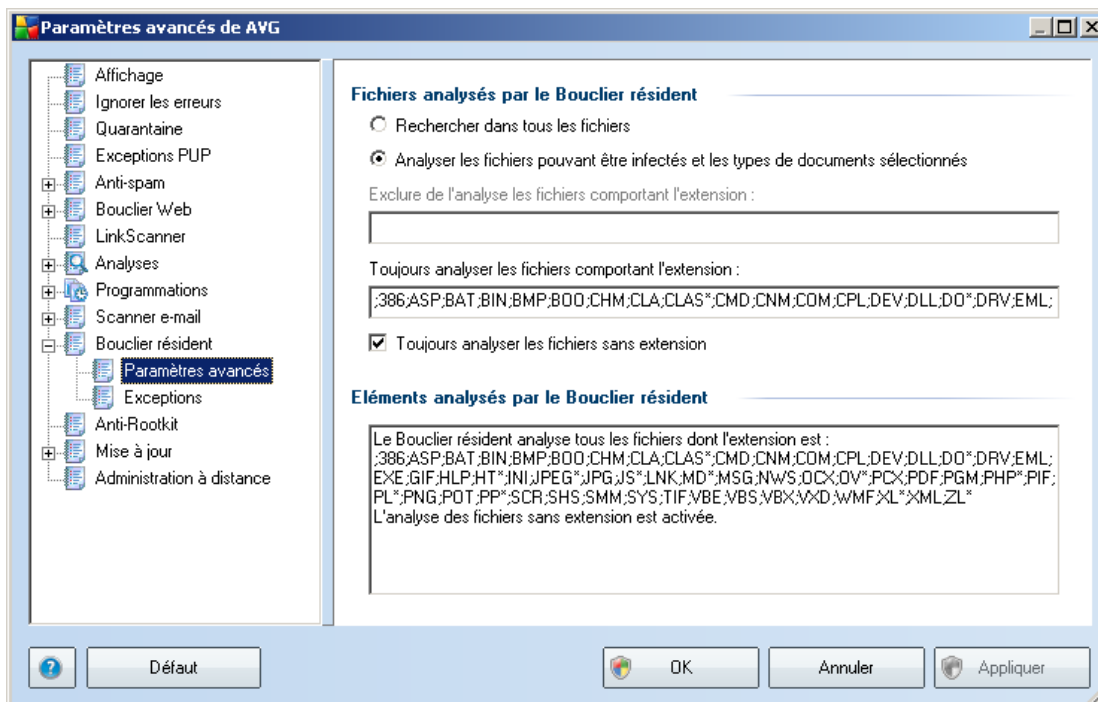 Paramètres avancés de AVG
Affichage
Ignorer les erreurs
Quarantaine
Exceptions PUP
Anti-spam
Bouclier Web
LinkScanner
Analyses
Programmations
Scanner e-mail
Bouclier résident
Paramètres avancés
Exceptions
Anti-Rootkit
Mise à jour
Administration à distance
Fichiers analysés par le Bouclier résident
Rechercher dans tous les fichiers
Analyser les fichiers pouvant être infectés et les types de documents sélectionnés
Exclure de l'analyse les fichiers comportant l'extension :
Toujours analyser les fichiers comportant l'extension :
;386;ASP;BAT;BIN;BMP;BOO;CHM;CLA;CLAS*;CMD;CNM;COM;CPL;DEV;DLL;DO*;DRV;EML;
Toujours analyser les fichiers sans extension
Eléments analysés par le Bouclier résident
Le Bouclier résident analyse tous les fichiers dont l'extension est :
;386;ASP;BAT;BIN;BMP;BOO;CHM;CLA;CLAS*;CMD;CNM;COM;CPL;DEV;DLL;DO*;DRV;EML;
EXE;GIF;HLP;HT*;INI;JPEG*;JPG;JS*;LNK;MD*;MSG;NWS;OCX;OV*;PCX;PDF;PGM;PHP*;PIF;
PL*;PNG;POT;PP*;SCR;SHS;SMM;SYS;TIF;VBE;VBS;VBX;VXD;WMF;XL*;XML;ZL*
L'analyse des fichiers sans extension est activée.
Défaut
OK
Annuler
Appliquer